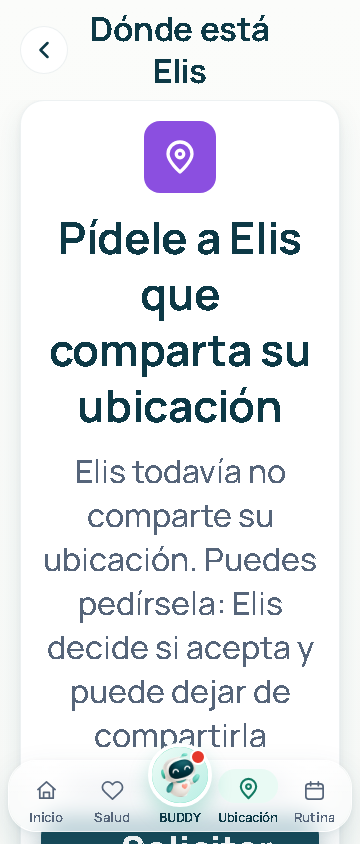 Dónde está
Elis
Pídele a Elis
que
comparta su
ubicación
Elis todavía no
comparte su
ubicación. Puedes
pedírsela: Elis
decide si acepta y
puede dejar de
compartirla
Solicitar
Inicio
Salud
BUDDY
Ubicación
Rutina